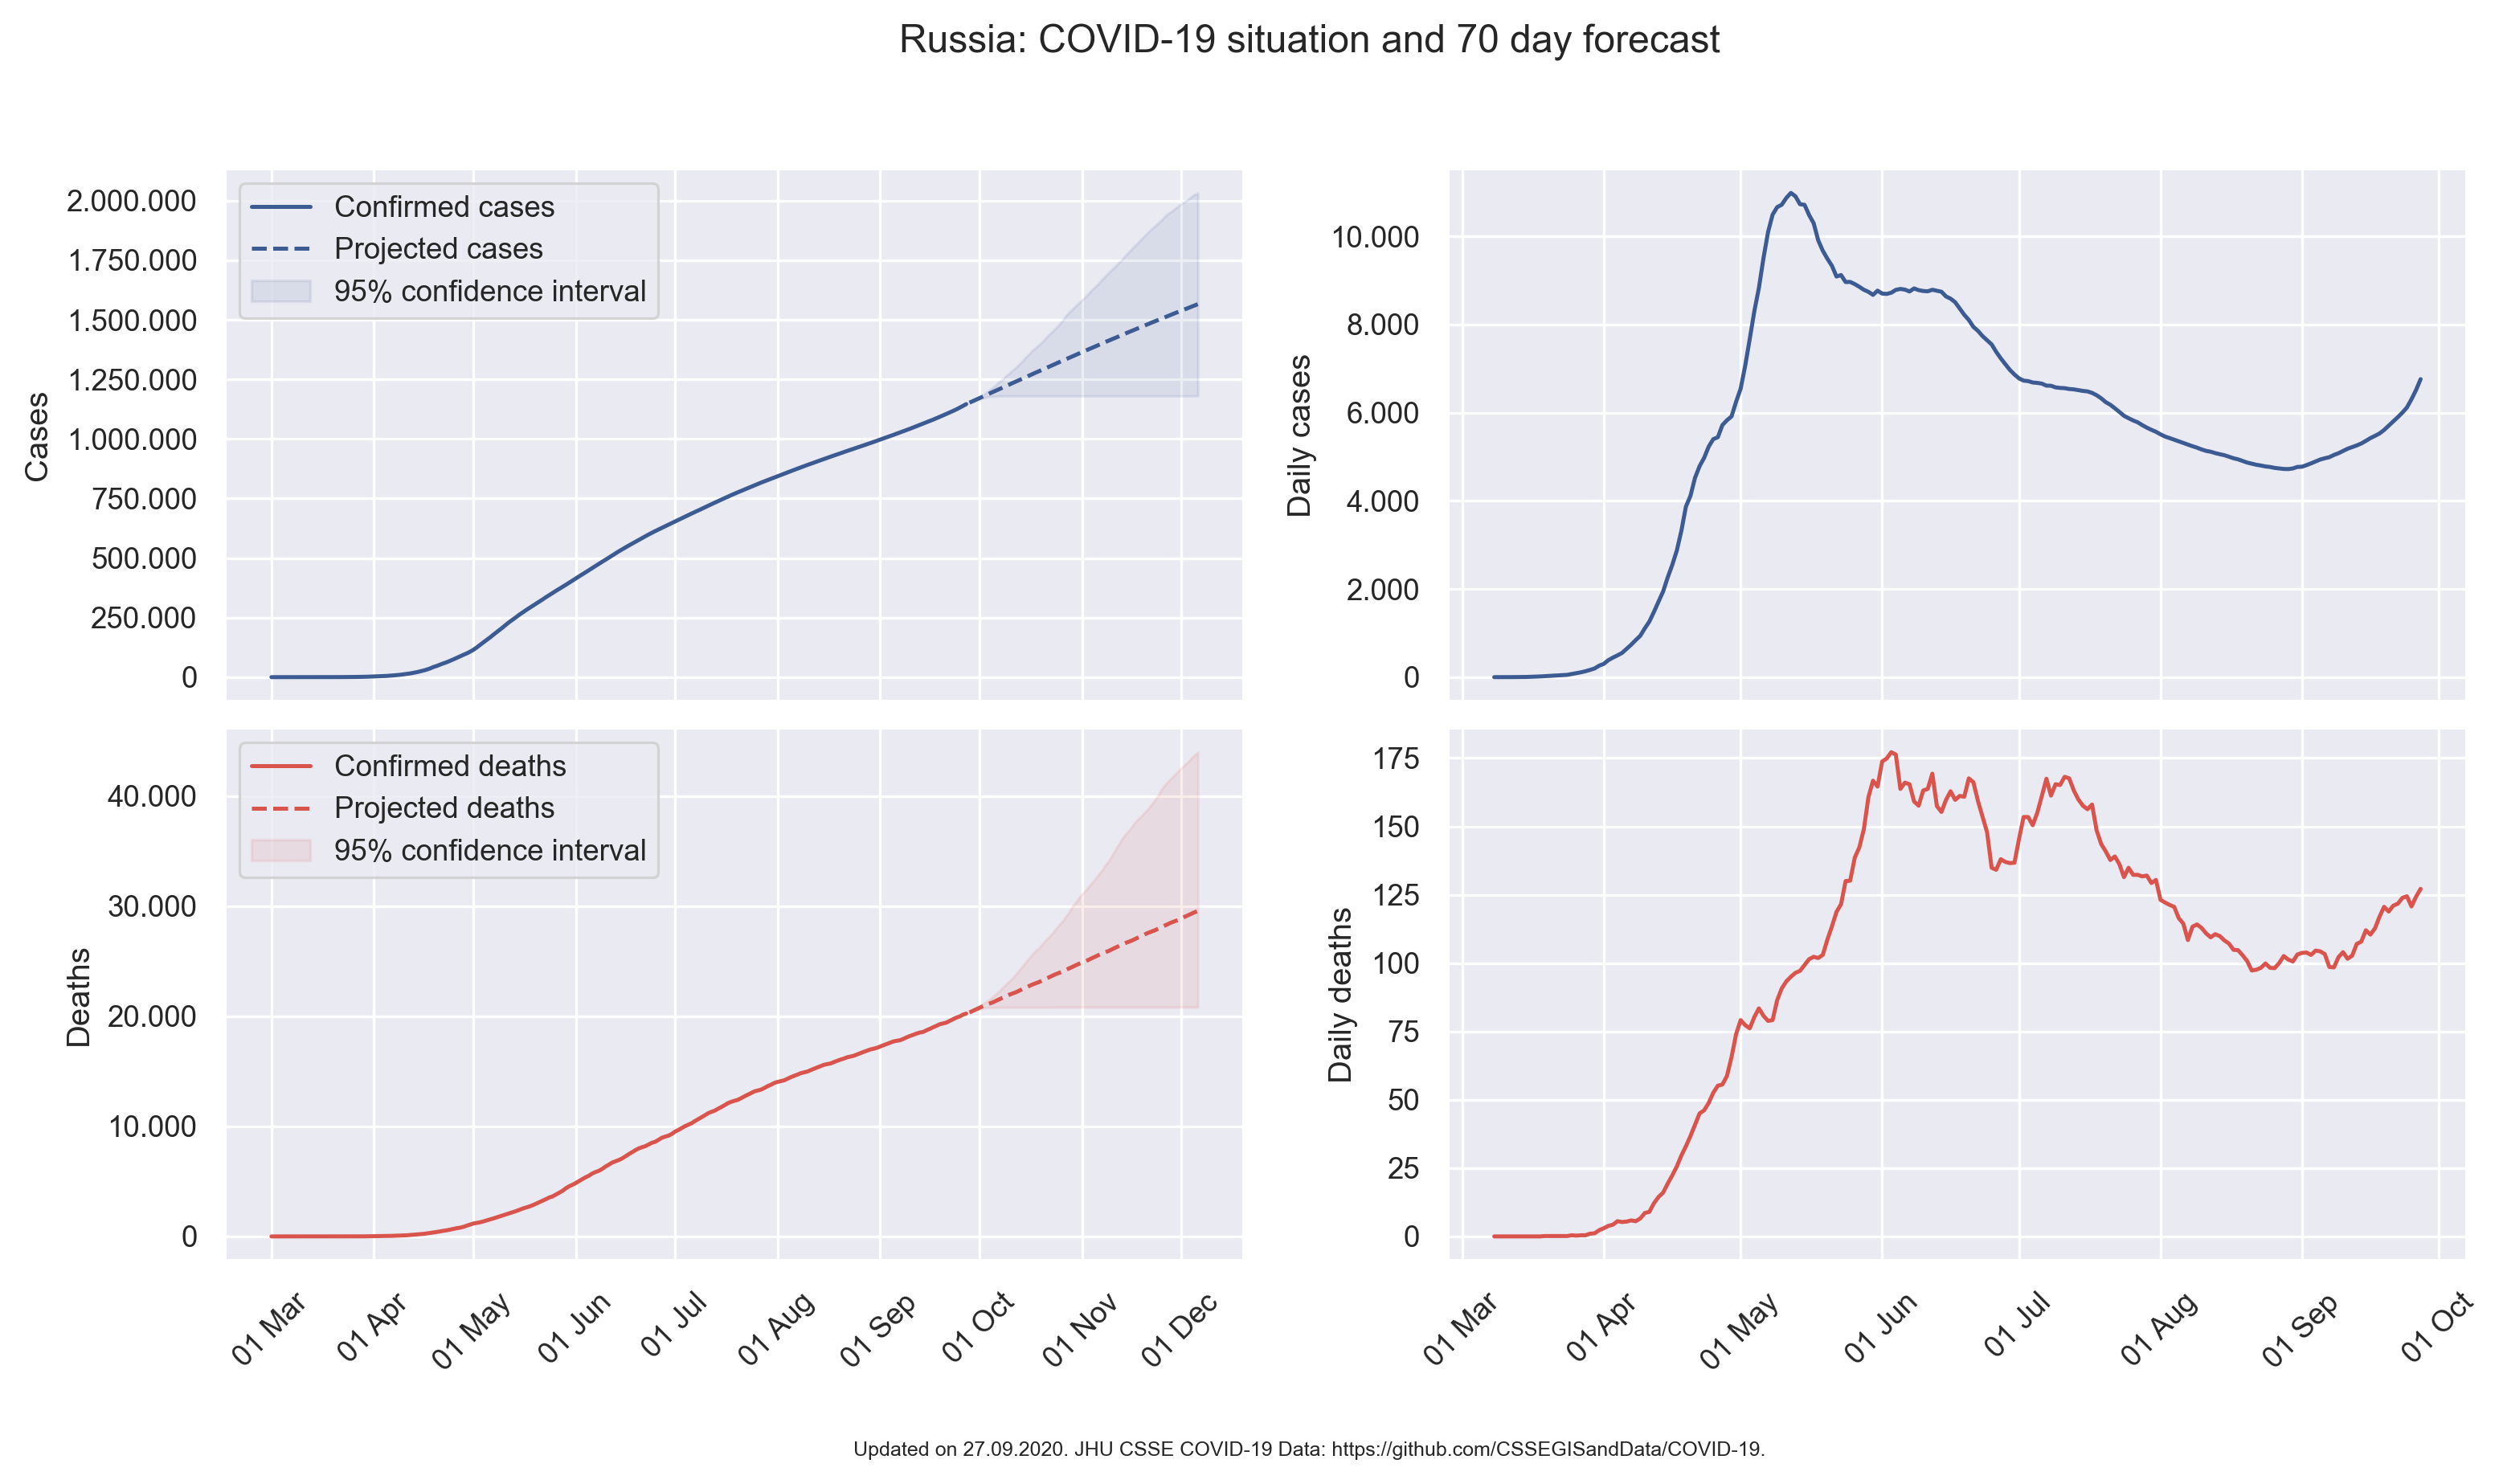 Russia: COVID-19 situation and 70 day forecast
Confirmed cases
Projected cases
95% confidence interval
2.000.000
1.750.000
1.500.000
1.250.000
1.000.000
750.000
500.000
250.000
0
Cases
10.000
8.000
6.000
4.000
2.000
0
Daily cases
Confirmed deaths
Projected deaths
95% confidence interval
40.000
30.000
20.000
10.000
0
Deaths
01 Mar
01 Apr
01 May
01 Jun
01 Jul
01 Aug
01 Sep
01 Oct
01 Nov
01 Dec
175
150
125
100
75
50
25
0
Daily deaths
01 Mar
01 Apr
01 May
01 Jun
01 Jul
01 Aug
01 Sep
01 Oct
Updated on 27.09.2020. JHU CSSE COVID-19 Data: https://github.com/CSSEGISandData/COVID-19.